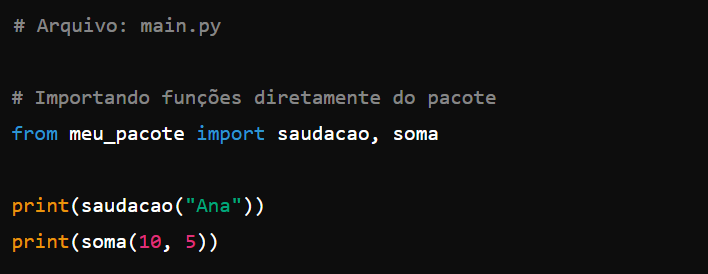 # Arquivo: main.py
# Importando funções diretamente do pacote
from meu_pacote import saudacao, soma
print(saudacao("Ana"))
print(soma(10, 5))